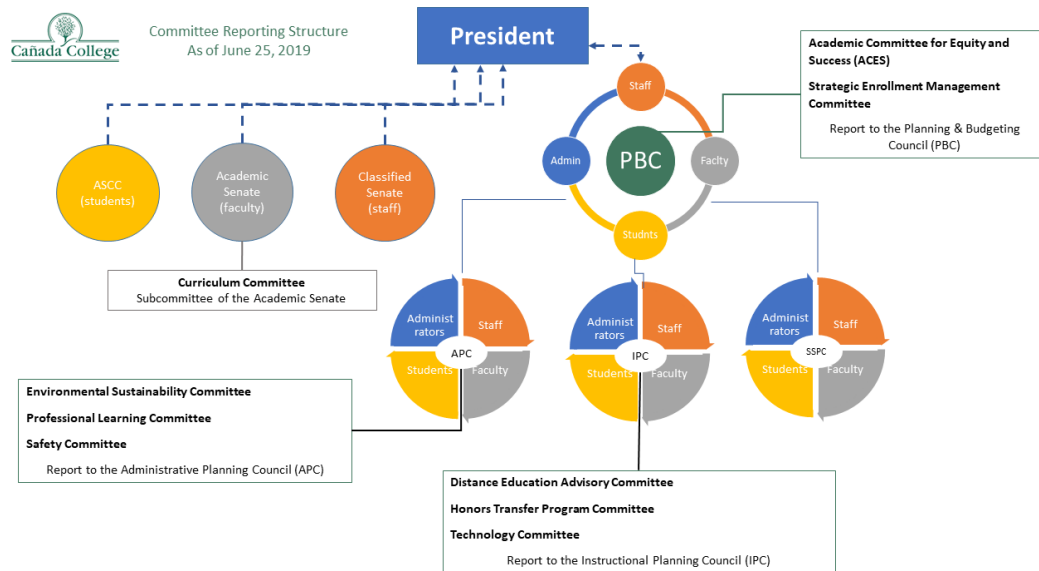 Cañada College
Committee Reporting Structure
As of June 25, 2019
President
Academic Committee for Equity and
Success (ACES)
Strategic Enrollment Management
Committee
Report to the Planning & Budgeting
Council (PBC)
Staff
Admin
PBC
Faclty
Studnts
ASCC
(students)
Academic
Senate
(faculty)
Classified
Senate
(staff)
Curriculum Committee
Subcommittee of the Academic Senate
Administ
rators
Staff
APC
Students
Faculty
Administ
rators
Staff
IPC
Students
Faculty
Administ
rators
Staff
SSPC
Students
Faculty
Environmental Sustainability Committee
Professional Learning Committee
Safety Committee
Report to the Administrative Planning Council (APC)
Distance Education Advisory Committee
Honors Transfer Program Committee
Technology Committee
Report to the Instructional Planning Council (IPC)